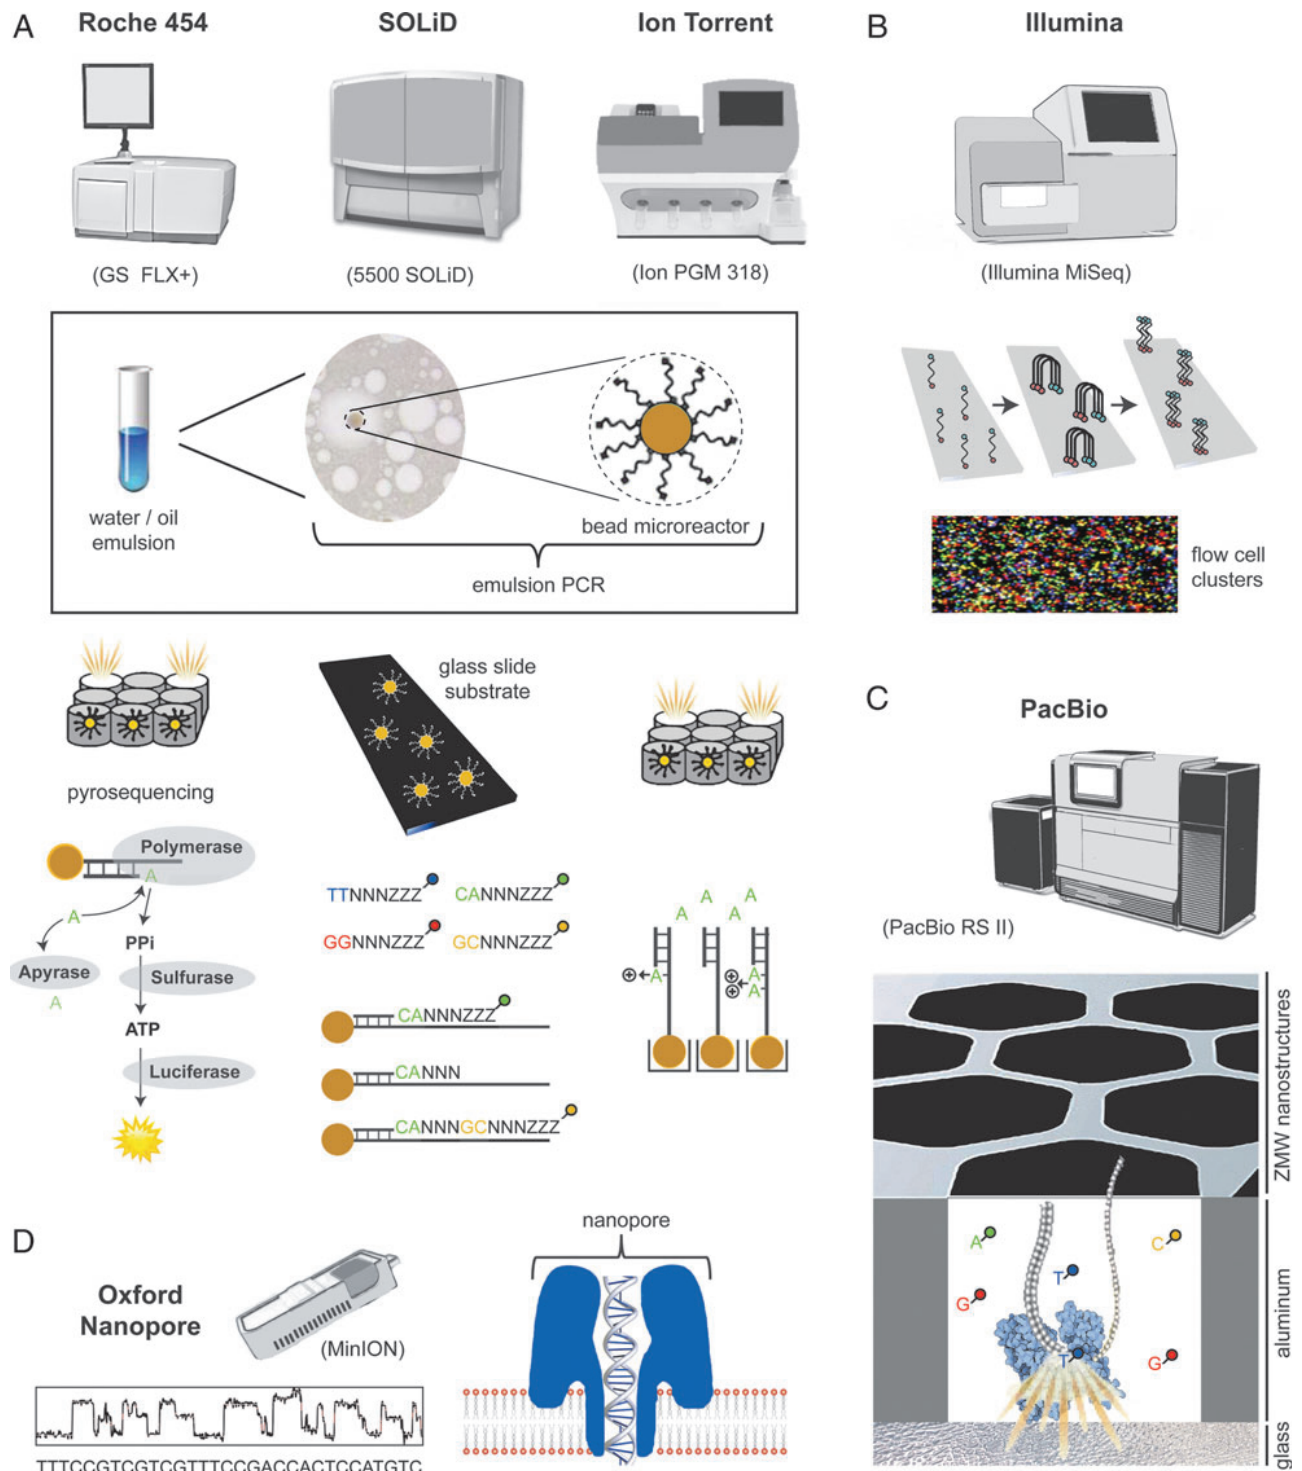 A
Roche 454
SOLiD
Ion Torrent
(GS FLX+)
(5500 SOLiD)
(Ion PGM 318)
water / oil
emulsion
bead microreactor
emulsion PCR
pyrosequencing
Polymerase
A
A
PPi
Apyrase
A
Sulfurase
ATP
Luciferase
glass slide
substrate
TTNNNZZZ
CANNNZZZ
GGNNNZZZ
GCNNNZZZ
CANNNZZZ
CANNN
CANNNGCNNNZZZ
A
A
A
A
+
A
+
+
A
A
B
Illumina
(Illumina MiSeq)
flow cell
clusters
C
PacBio
(PacBio RS II)
ZMW nanostructures
A
C
T
G
T
G
aluminum
glass
D
Oxford
Nanopore
(MinION)
nanopore
TTTCCGTCGTCGTTTCCGACCACTCCATGTC